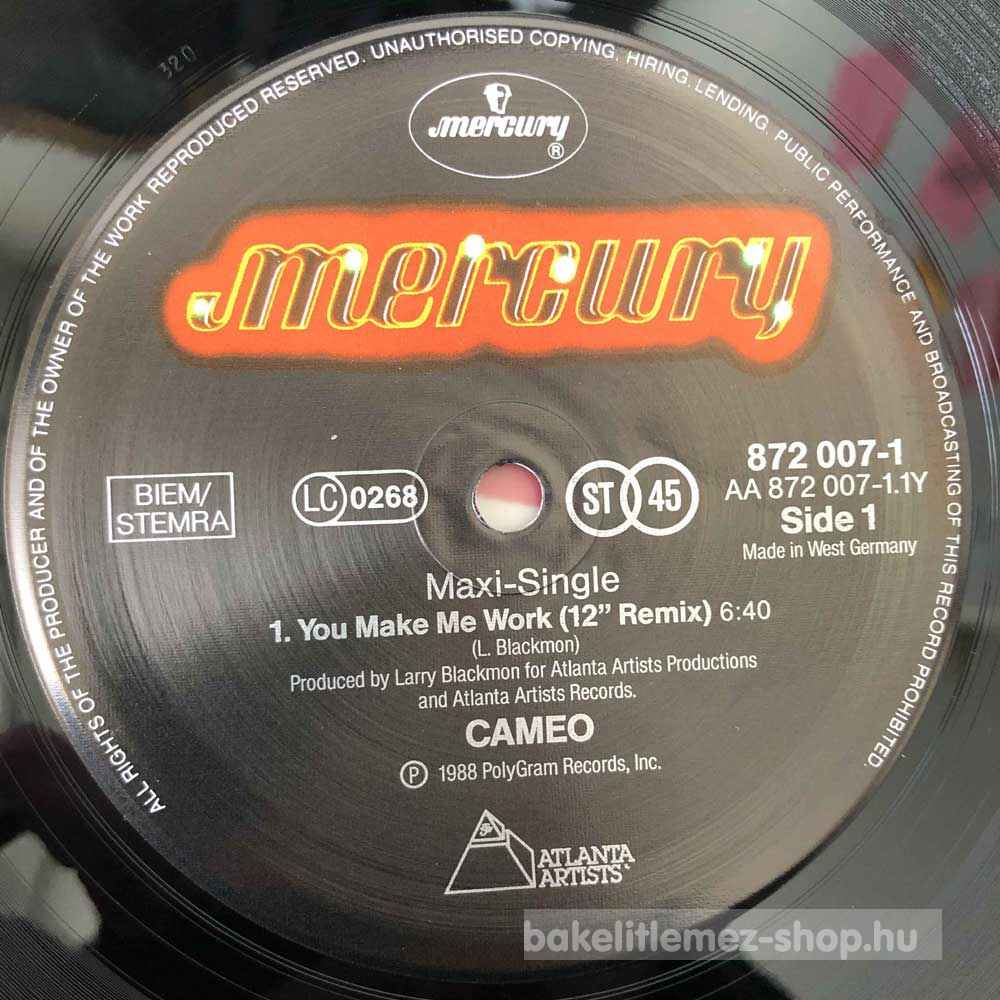 320
ALL RIGHTS OF THE PRODUCER AND OF THE OWNER OF THE WORK REPRODUCED RESERVED. UNAUTHORISED COPYING, HIRING, LENDING, PUBLIC PERFORMANCE AND BROADCASTING OF THIS RECORD PROHIBITED.
mercury
®
mercury
BIEM/
STEMRA
LC 0268
ST 45
872 007-1
AA 872 007-1.1Y
Side 1
Made in West Germany
Maxi-Single
1. You Make Me Work (12” Remix) 6:40
(L. Blackmon)
Produced by Larry Blackmon for Atlanta Artists Productions
and Atlanta Artists Records.
CAMEO
℗ 1988 PolyGram Records, Inc.
ATLANTA
ARTISTS
bakelitlemez-shop.hu